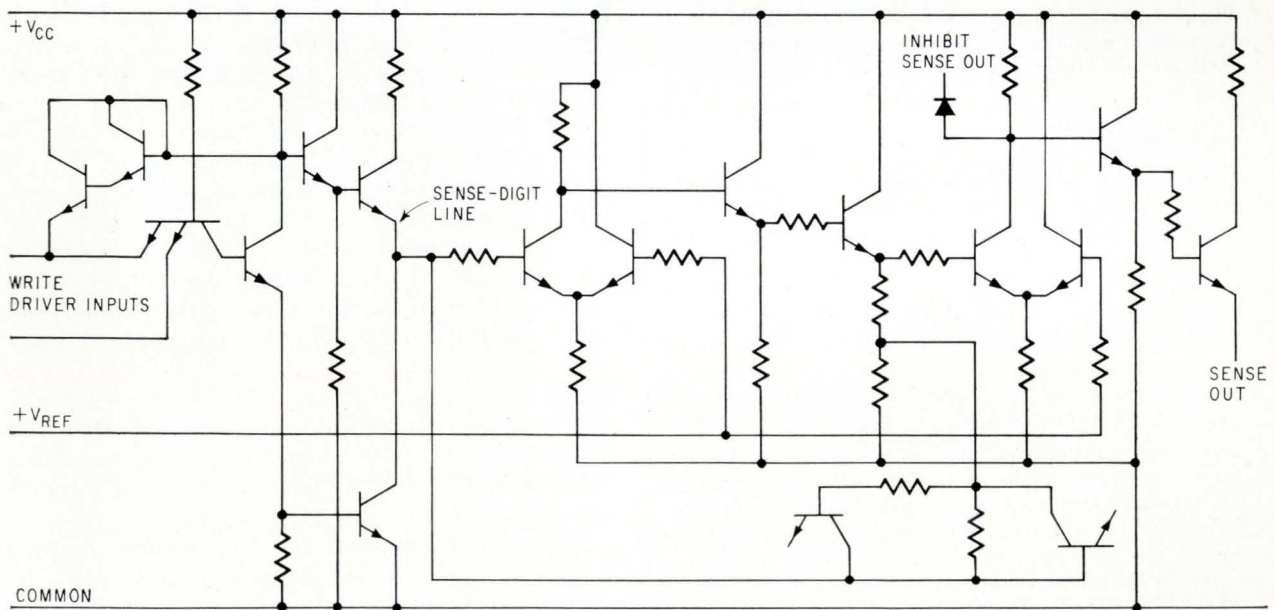 +VCC
INHIBIT
SENSE OUT
SENSE-DIGIT
LINE
WRITE
DRIVER INPUTS
SENSE
OUT
+VREF
COMMON